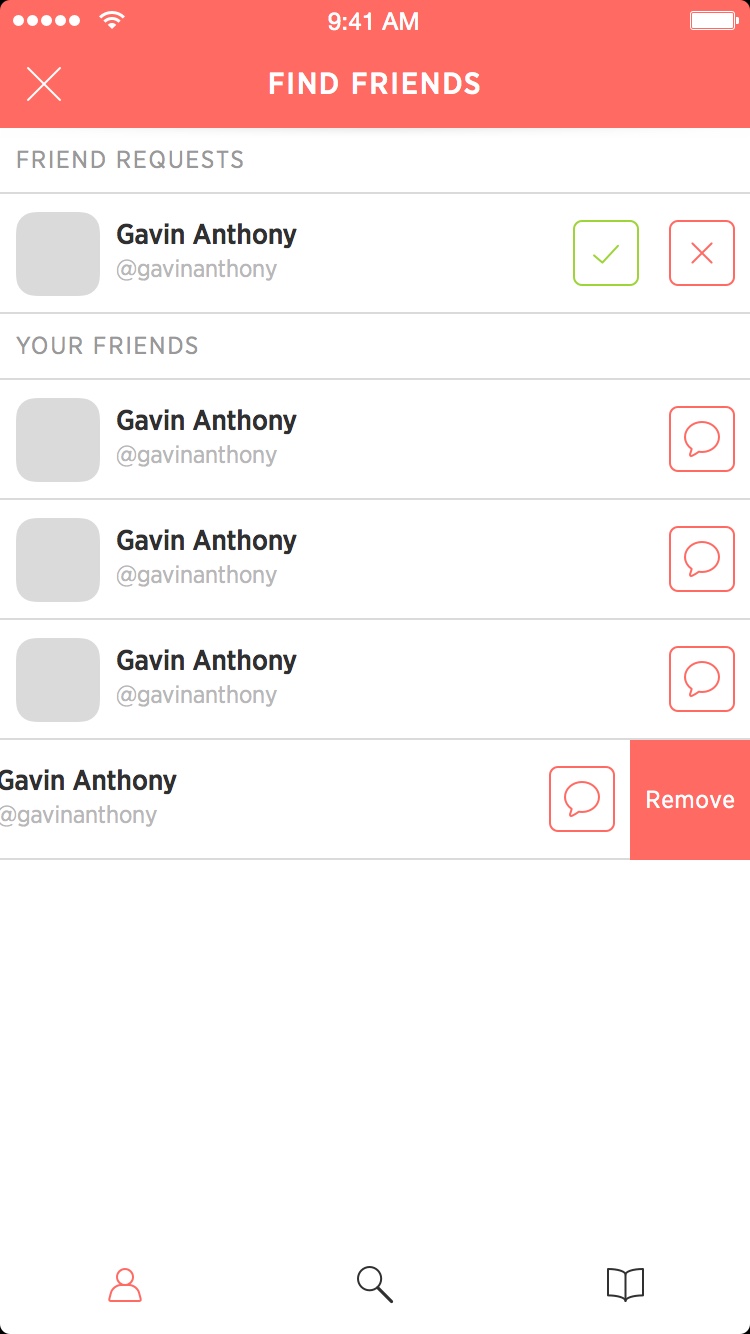 9:41 AM
FIND FRIENDS
FRIEND REQUESTS
Gavin Anthony
@gavinanthony
YOUR FRIENDS
Gavin Anthony
@gavinanthony
Gavin Anthony
@gavinanthony
Gavin Anthony
@gavinanthony
Gavin Anthony
@gavinanthony
Remove